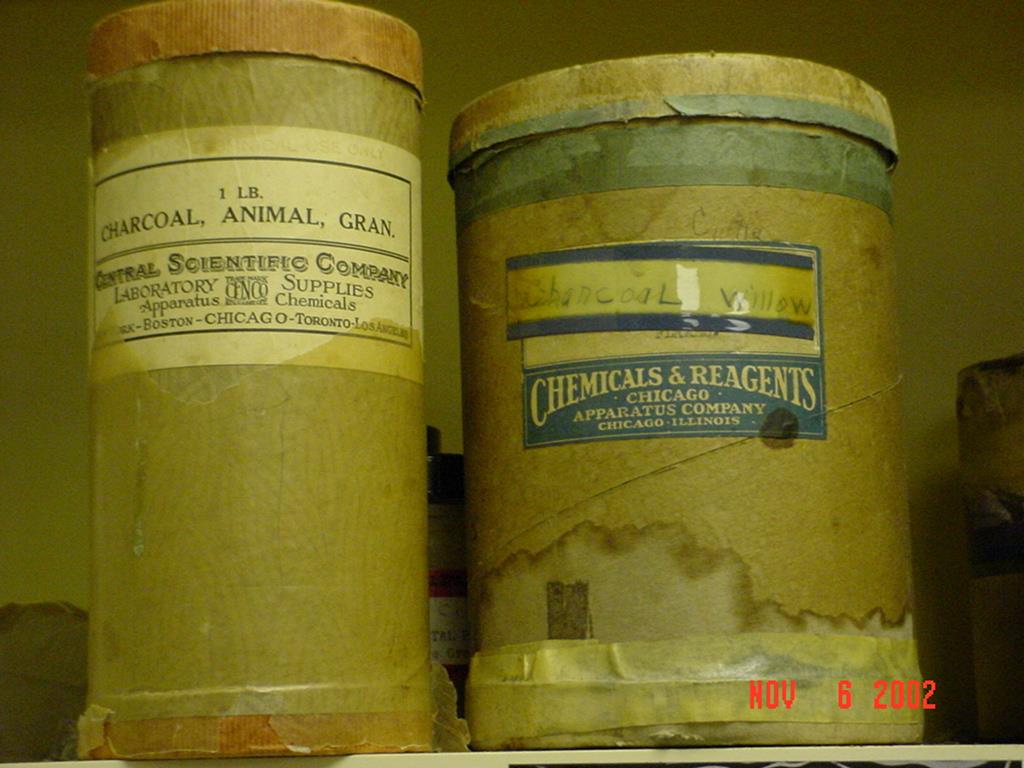 1 LB.
CHARCOAL, ANIMAL, GRAN.
CENTRAL SCIENTIFIC COMPANY
LABORATORY CENCO SUPPLIES
Apparatus Chemicals
RK-BOSTON-CHICAGO-TORONTO-LOS ANGELES
charcoal willow
CHEMICALS & REAGENTS
CHICAGO
APPARATUS COMPANY
CHICAGO·ILLINOIS
NOV 6 2002